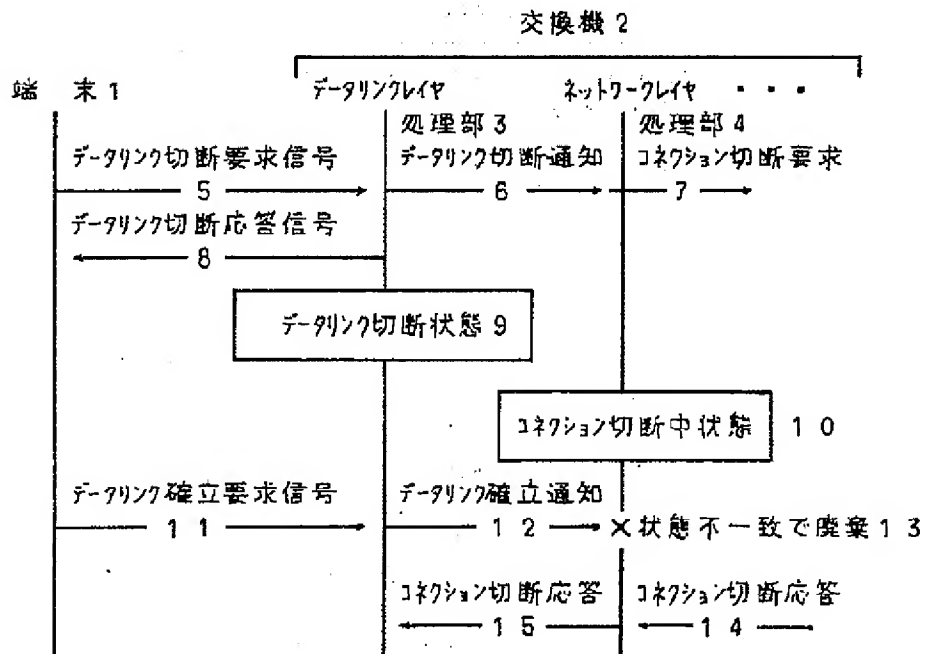 交換機2
端 末1 データリンクレイヤ ネットワークレイヤ ・・・
処理部3 処理部4
データリンク切断要求信号 データリンク切断通知 コネクション切断要求
5 6 7
データリンク切断応答信号
8
データリンク切断状態9
コネクション切断中状態 10
データリンク確立要求信号 データリンク確立通知
11 12 ×状態不一致で廃棄13
コネクション切断応答 コネクション切断応答
15 14